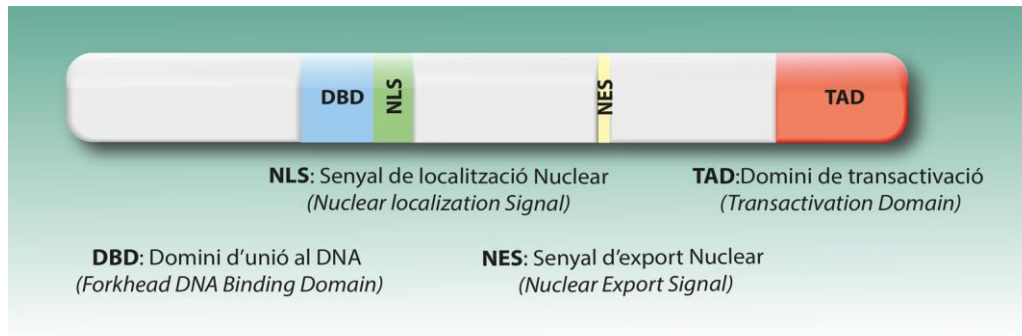 DBD
NLS
NES
TAD
NLS: Senyal de localització Nuclear
(Nuclear localization Signal)
TAD:Domini de transactivació
(Transactivation Domain)
DBD: Domini d'unió al DNA
(Forkhead DNA Binding Domain)
NES: Senyal d'export Nuclear
(Nuclear Export Signal)